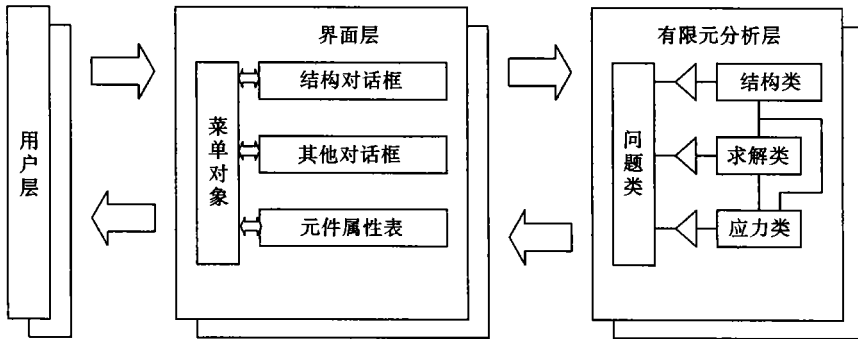 用户层
界面层
菜单对象
结构对话框
其他对话框
元件属性表
有限元分析层
问题类
结构类
求解类
应力类